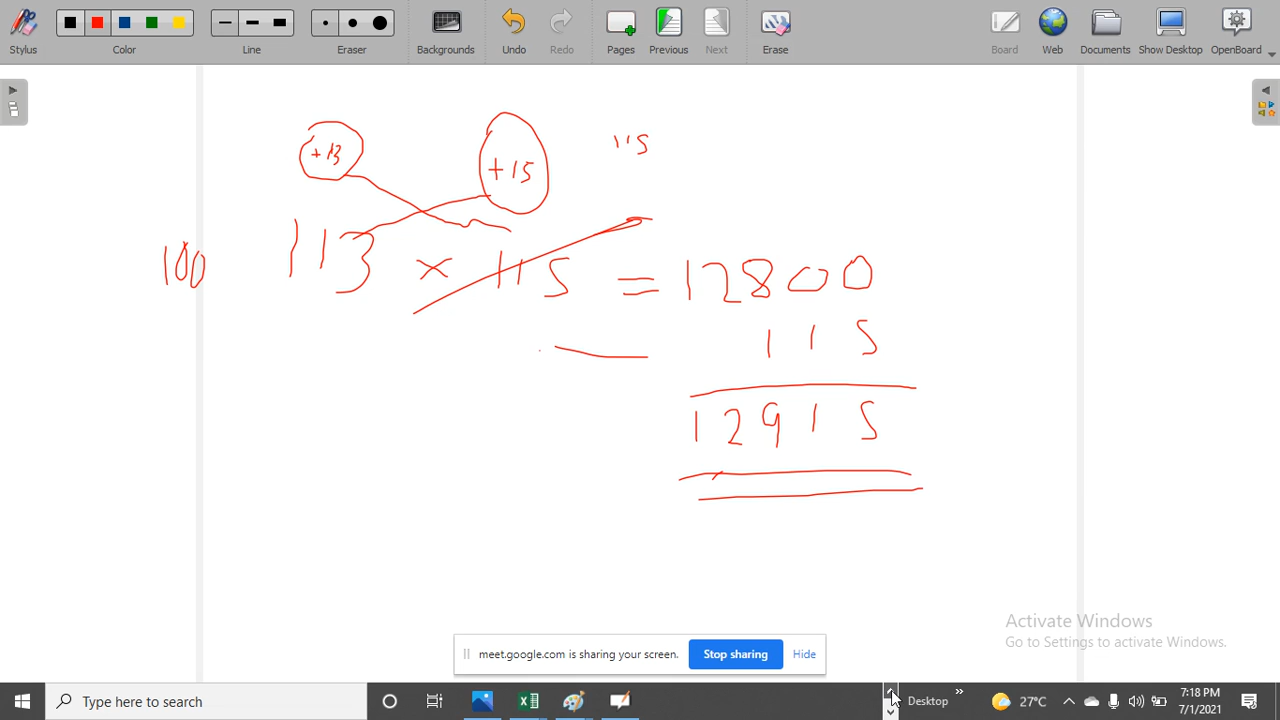 Stylus Color Line Eraser Backgrounds Undo Redo Pages Previous Next Erase Board Web Documents Show Desktop OpenBoard
+13 +15 115
100 113 × 115 = 12800
115
12915
Activate Windows
Go to Settings to activate Windows.
meet.google.com is sharing your screen. Stop sharing Hide
Type here to search Desktop 27°C 7:18 PM
7/1/2021